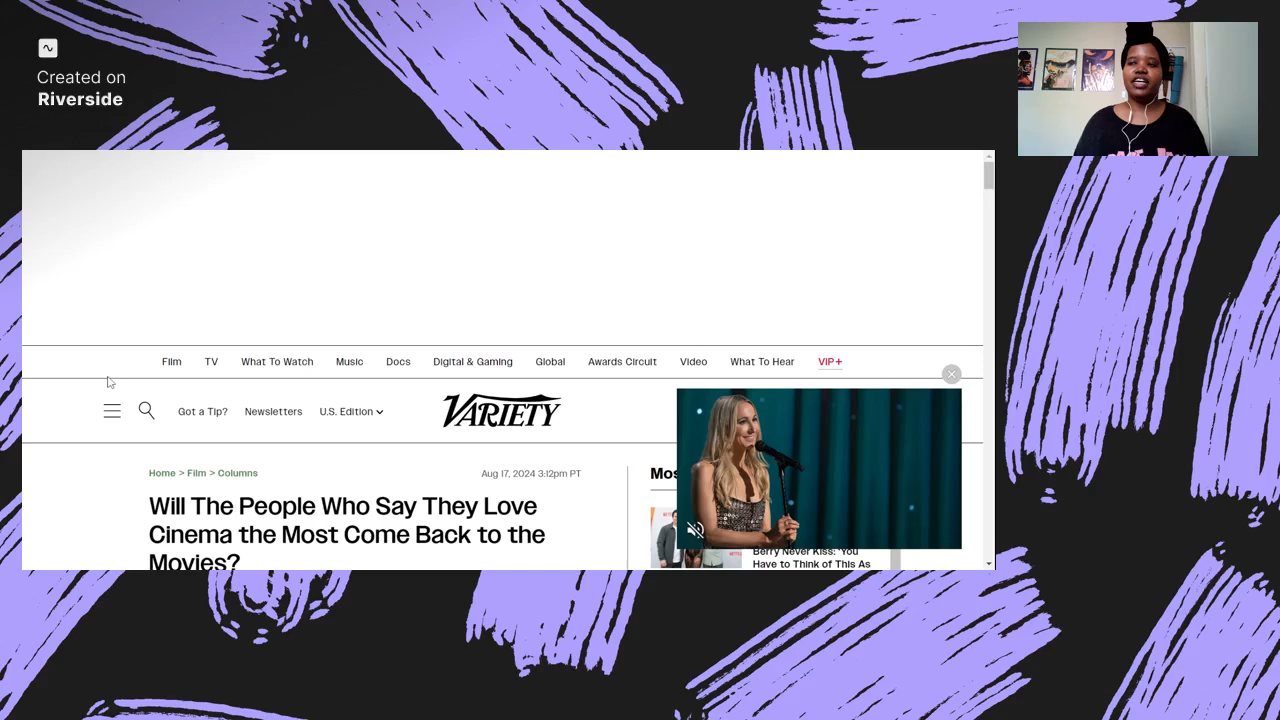 Created on
Riverside
Film TV What To Watch Music Docs Digital & Gaming Global Awards Circuit Video What To Hear VIP+
Got a Tip? Newsletters U.S. Edition
VARIETY
Home > Film > Columns
Aug 17, 2024 3:12pm PT
Will The People Who Say They Love
Cinema the Most Come Back to the
Movies?
Mos
Berry Never Kiss: 'You
Have to Think of This As